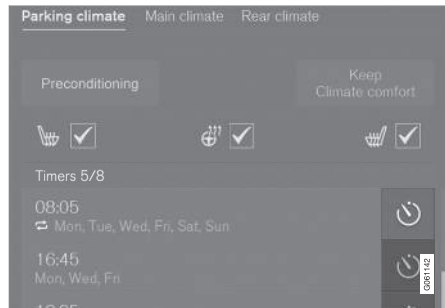 Parking climate Main climate Rear climate
Preconditioning
Keep
Climate comfort
Timers 5/8
08:05
Mon, Tue, Wed, Fri, Sat, Sun
16:45
Mon, Wed, Fri
G061142